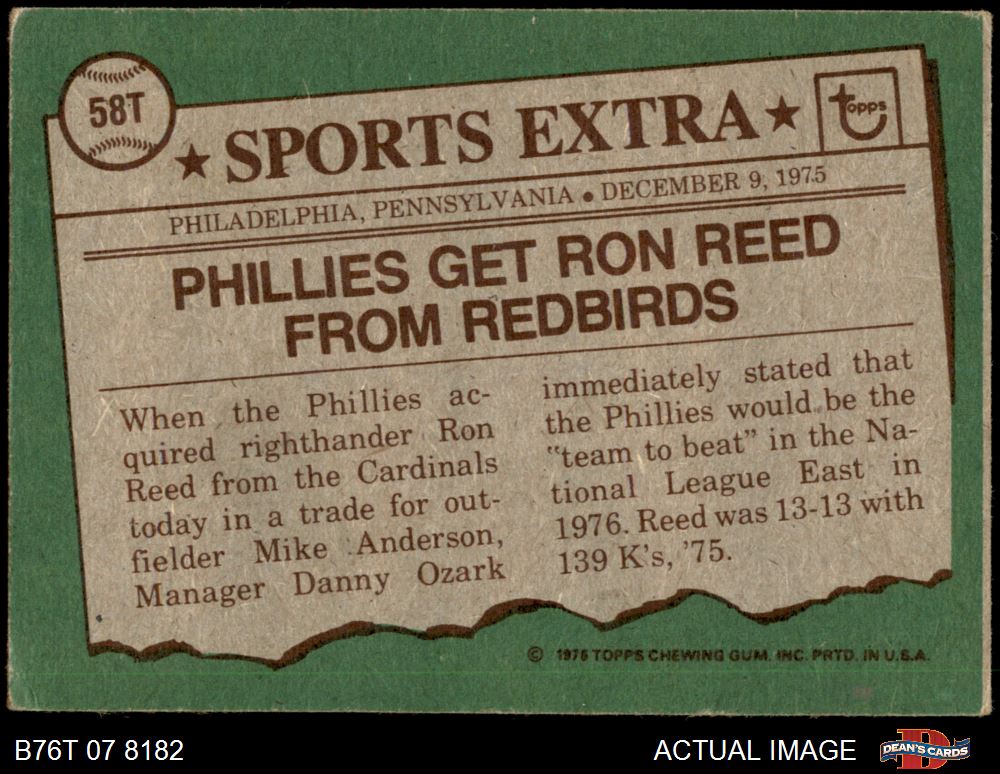 58T
★ SPORTS EXTRA ★
Topps
PHILADELPHIA, PENNSYLVANIA • DECEMBER 9, 1975
PHILLIES GET RON REED
FROM REDBIRDS
When the Phillies ac-
quired righthander Ron
Reed from the Cardinals
today in a trade for out-
fielder Mike Anderson,
Manager Danny Ozark
immediately stated that
the Phillies would be the
“team to beat” in the Na-
tional League East in
1976. Reed was 13-13 with
139 K's, '75.
© 1976 TOPPS CHEWING GUM, INC. PRTD. IN U.S.A.
B76T 07 8182
ACTUAL IMAGE
DEAN'S CARDS